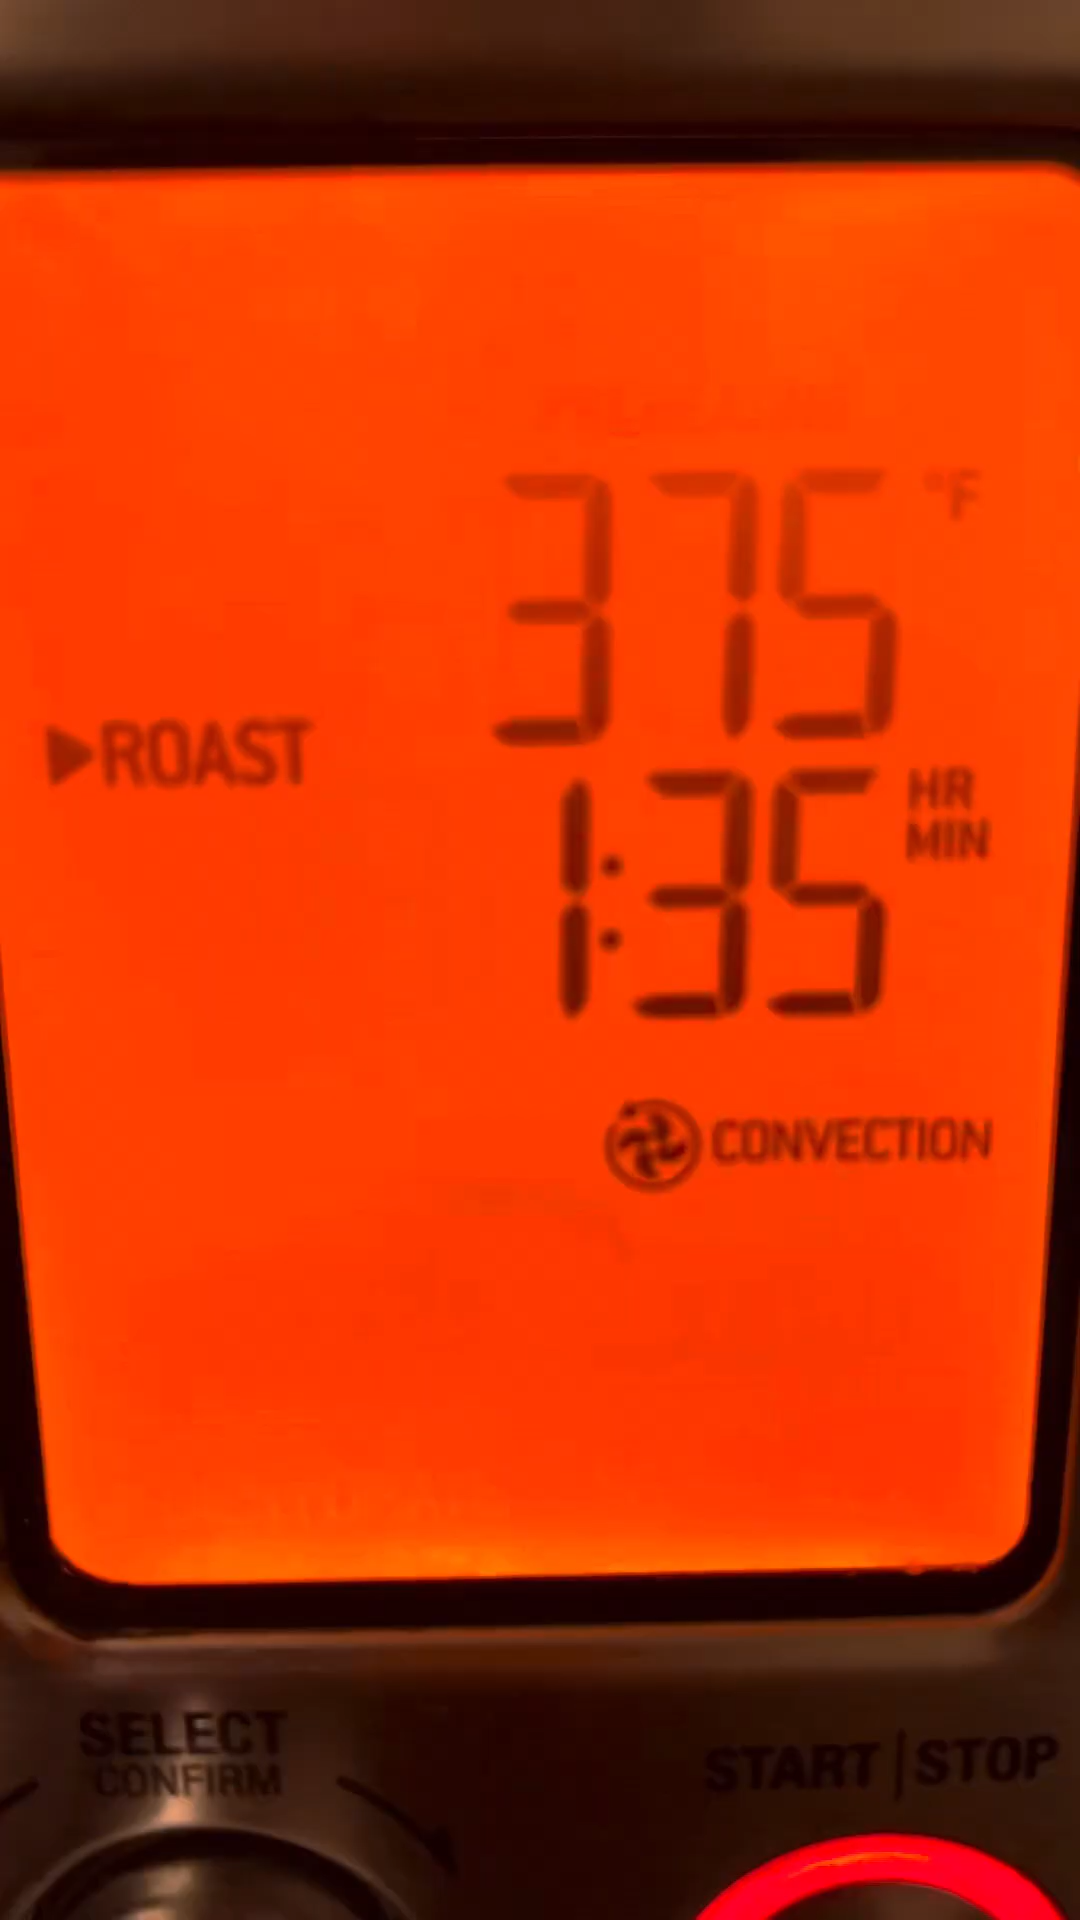 375 °F
▶ROAST
1:35 HR MIN
CONVECTION
SELECT
CONFIRM
START | STOP